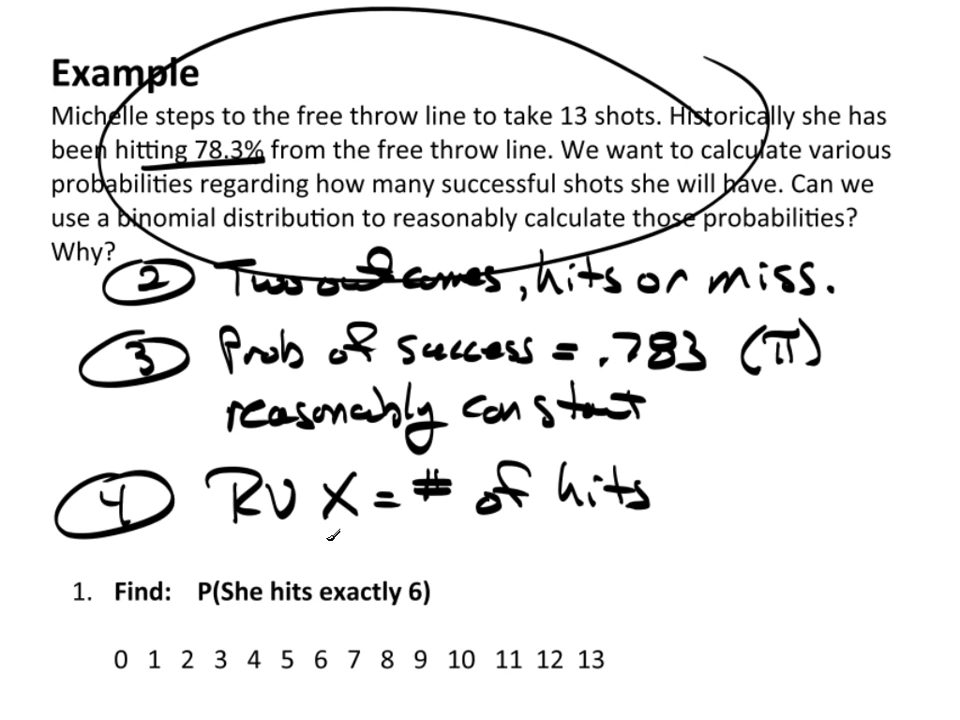 Example
Michelle steps to the free throw line to take 13 shots. Historically she has
been hitting 78.3% from the free throw line. We want to calculate various
probabilities regarding how many successful shots she will have. Can we
use a binomial distribution to reasonably calculate those probabilities?
Why?
2 Two outcomes, hits or miss.
3 Prob of success = .783 (π)
reasonably constant
4 RV X = # of hits
1. Find: P(She hits exactly 6)
0 1 2 3 4 5 6 7 8 9 10 11 12 13